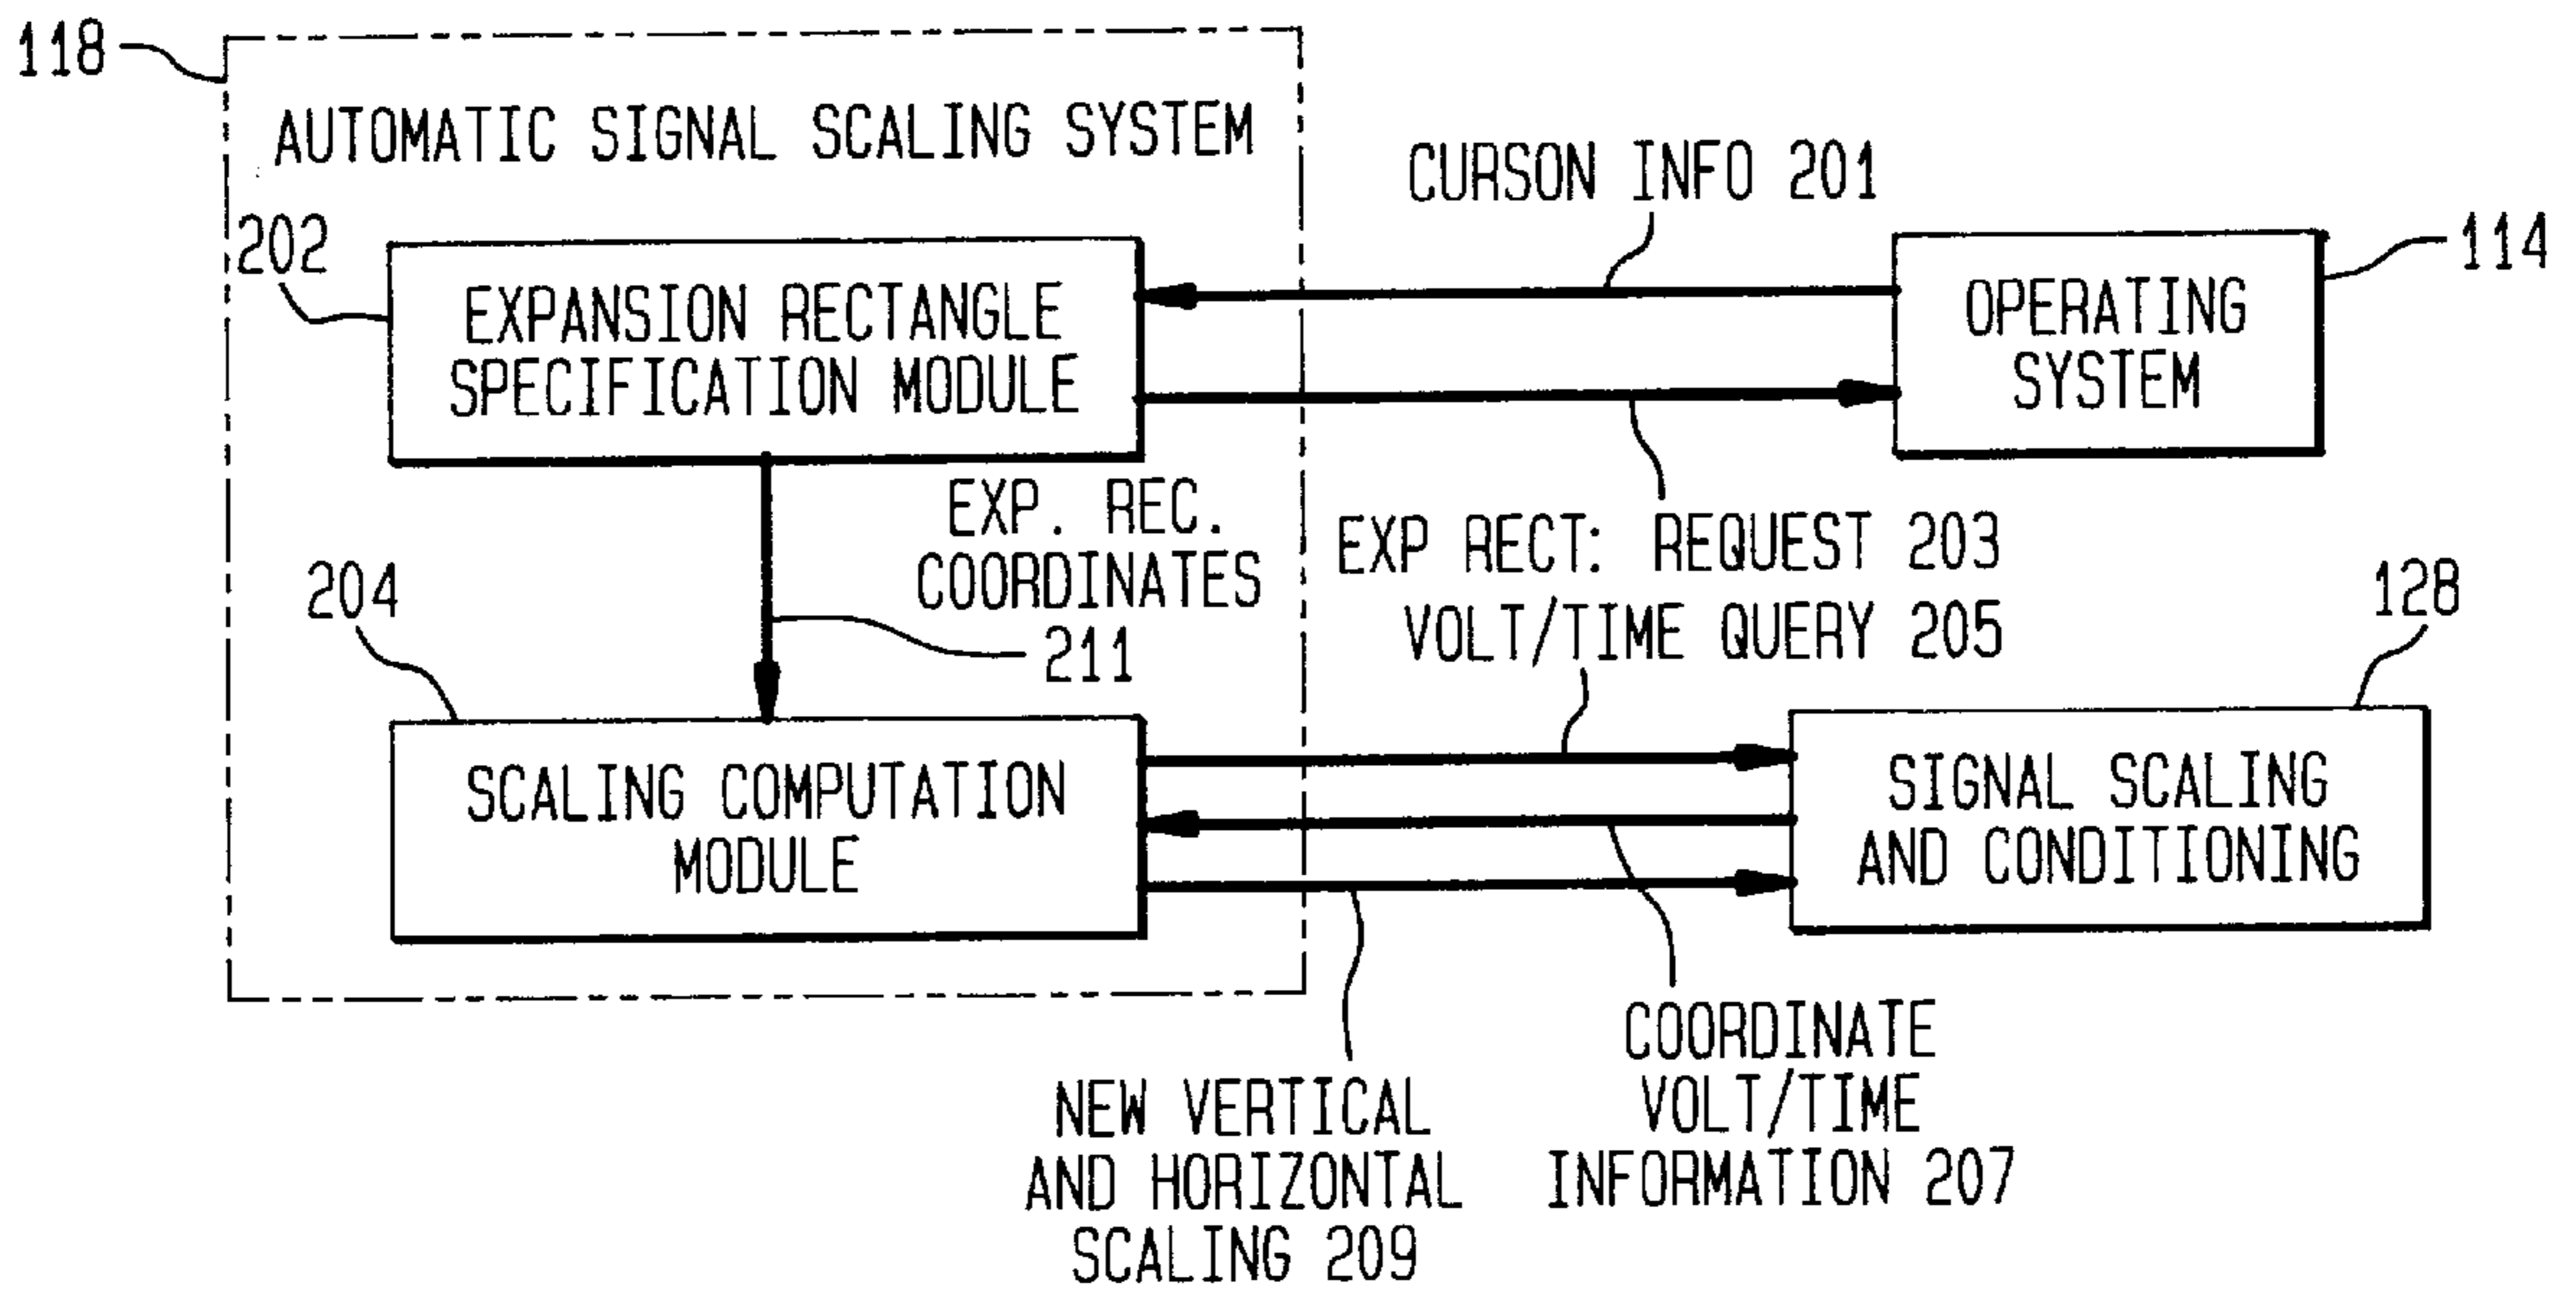 118
AUTOMATIC SIGNAL SCALING SYSTEM
CURSON INFO 201
202
114
EXPANSION RECTANGLE
SPECIFICATION MODULE
OPERATING
SYSTEM
EXP. REC.
COORDINATES
211
EXP RECT: REQUEST 203
VOLT/TIME QUERY 205
204
128
SCALING COMPUTATION
MODULE
SIGNAL SCALING
AND CONDITIONING
COORDINATE
VOLT/TIME
INFORMATION 207
NEW VERTICAL
AND HORIZONTAL
SCALING 209